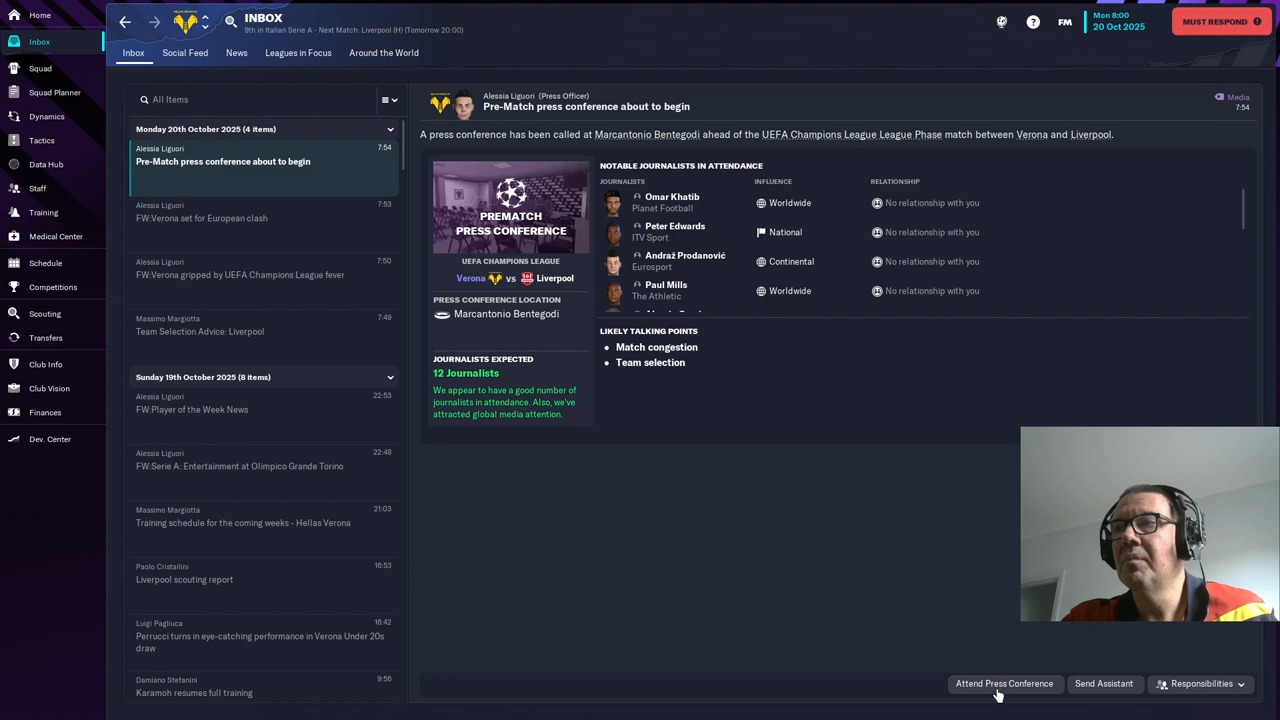 Home
INBOX
9th in Italian Serie A - Next Match: Liverpool (H) (Tomorrow 20:00)
FM
Mon 8:00
20 Oct 2025
MUST RESPOND
Inbox
Squad
Squad Planner
Dynamics
Tactics
Data Hub
Staff
Training
Medical Center
Schedule
Competitions
Scouting
Transfers
Club Info
Club Vision
Finances
Dev. Center
Inbox
Social Feed
News
Leagues in Focus
Around the World
All Items
Monday 20th October 2025 (4 items)
Alessia Liguori
7:54
Pre-Match press conference about to begin
Alessia Liguori
7:53
FW:Verona set for European clash
Alessia Liguori
7:50
FW:Verona gripped by UEFA Champions League fever
Massimo Margiotta
7:49
Team Selection Advice: Liverpool
Sunday 19th October 2025 (8 items)
Alessia Liguori
22:53
FW:Player of the Week News
Alessia Liguori
22:48
FW:Serie A: Entertainment at Olimpico Grande Torino
Massimo Margiotta
21:03
Training schedule for the coming weeks - Hellas Verona
Paolo Cristallini
16:53
Liverpool scouting report
Luigi Pagliuca
16:42
Perrucci turns in eye-catching performance in Verona Under 20s
draw
Damiano Stefanini
9:56
Karamoh resumes full training
Alessia Liguori (Press Officer)
Pre-Match press conference about to begin
Media
7:54
A press conference has been called at Marcantonio Bentegodi ahead of the UEFA Champions League League Phase match between Verona and Liverpool.
PREMATCH
PRESS CONFERENCE
UEFA CHAMPIONS LEAGUE
Verona vs Liverpool
PRESS CONFERENCE LOCATION
Marcantonio Bentegodi
JOURNALISTS EXPECTED
12 Journalists
We appear to have a good number of
journalists in attendance. Also, we've
attracted global media attention.
NOTABLE JOURNALISTS IN ATTENDANCE
JOURNALISTS
INFLUENCE
RELATIONSHIP
Omar Khatib
Planet Football
Worldwide
No relationship with you
Peter Edwards
ITV Sport
National
No relationship with you
Andraž Prodanović
Eurosport
Continental
No relationship with you
Paul Mills
The Athletic
Worldwide
No relationship with you
LIKELY TALKING POINTS
Match congestion
Team selection
Attend Press Conference
Send Assistant
Responsibilities